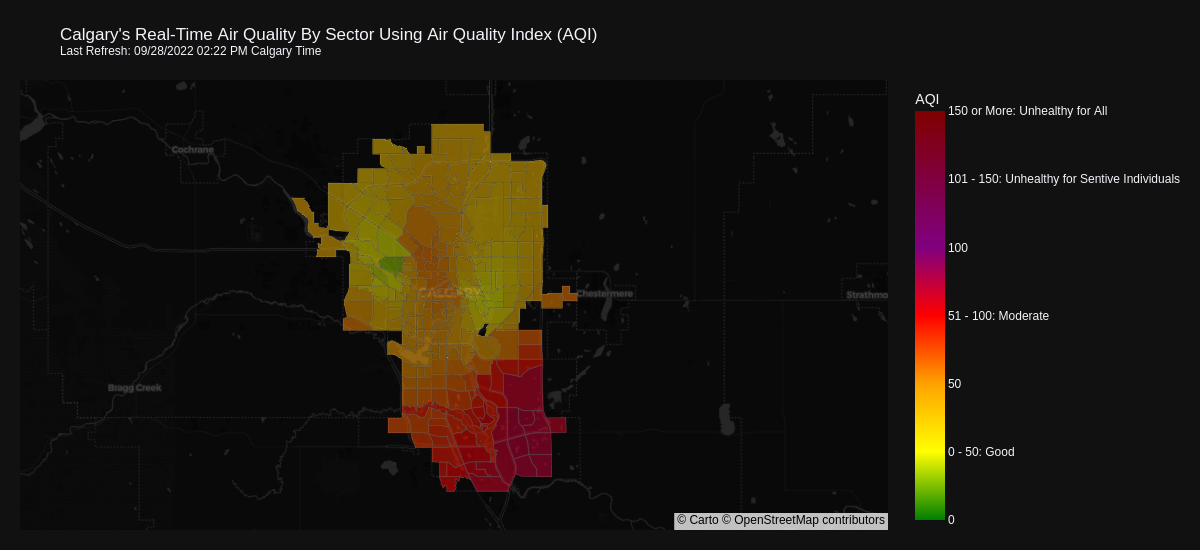 Calgary's Real-Time Air Quality By Sector Using Air Quality Index (AQI)
Last Refresh: 09/28/2022 02:22 PM Calgary Time
AQI
150 or More: Unhealthy for All
101 - 150: Unhealthy for Sentive Individuals
100
51 - 100: Moderate
50
0 - 50: Good
0
Cochrane
CALGARY
Chestermere
Strathmo
Bragg Creek
© Carto © OpenStreetMap contributors